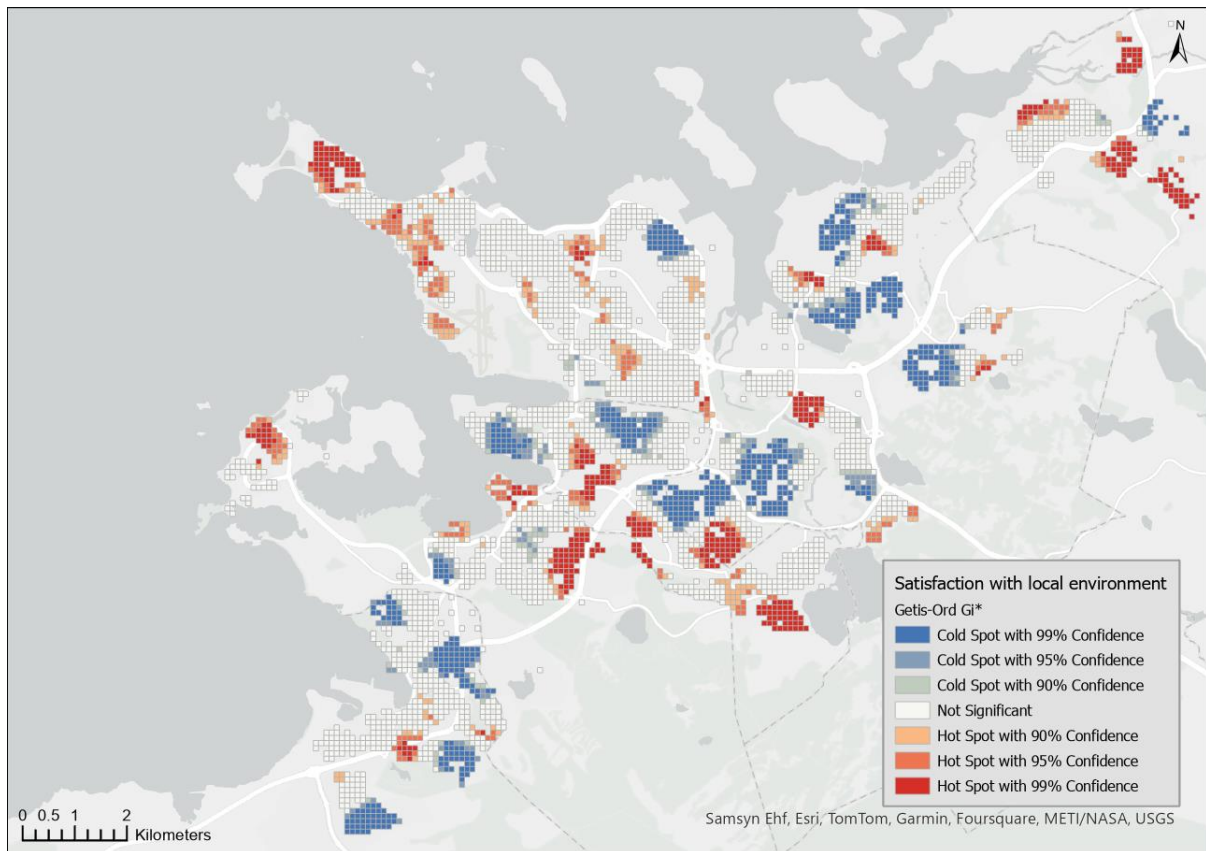 N
Satisfaction with local environment
Getis-Ord Gi*
Cold Spot with 99% Confidence
Cold Spot with 95% Confidence
Cold Spot with 90% Confidence
Not Significant
Hot Spot with 90% Confidence
Hot Spot with 95% Confidence
Hot Spot with 99% Confidence
0 0.5 1 2
Kilometers
Samsyn Ehf, Esri, TomTom, Garmin, Foursquare, METI/NASA, USGS